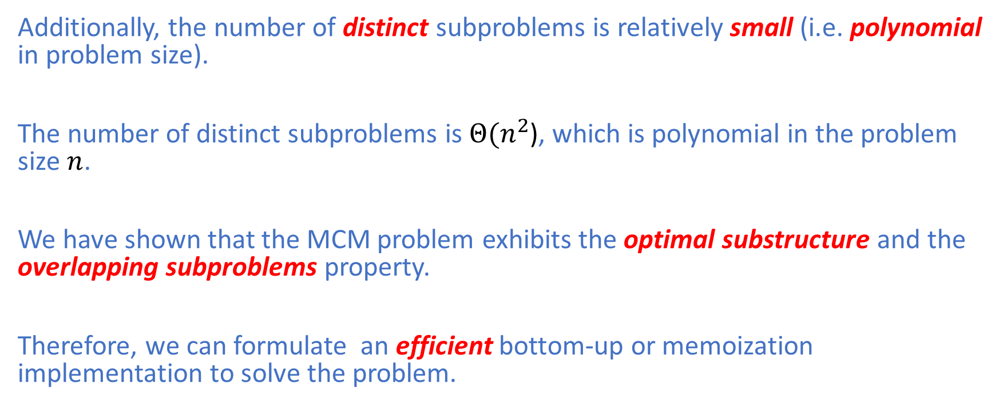 Additionally, the number of distinct subproblems is relatively small (i.e. polynomial
in problem size).
The number of distinct subproblems is Θ(n²), which is polynomial in the problem
size n.
We have shown that the MCM problem exhibits the optimal substructure and the
overlapping subproblems property.
Therefore, we can formulate  an efficient bottom-up or memoization
implementation to solve the problem.